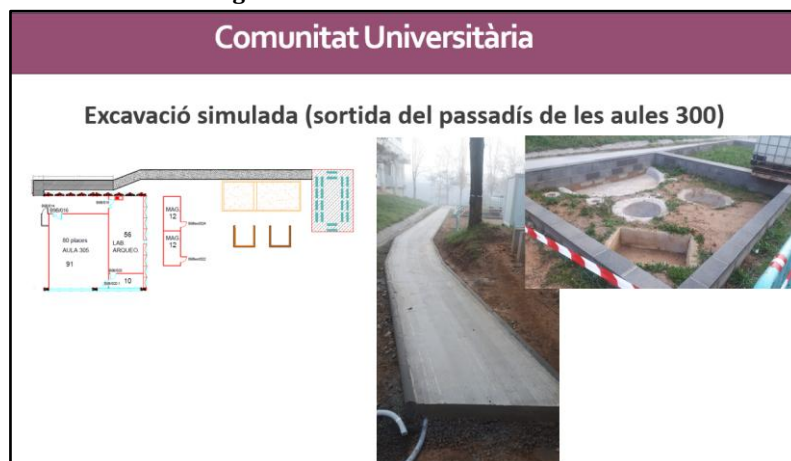 Comunitat Universitària
Excavació simulada (sortida del passadís de les aules 300)
80 places
AULA 305
91
56
LAB.
ARQUEO
10
MAG
12
MAG
12